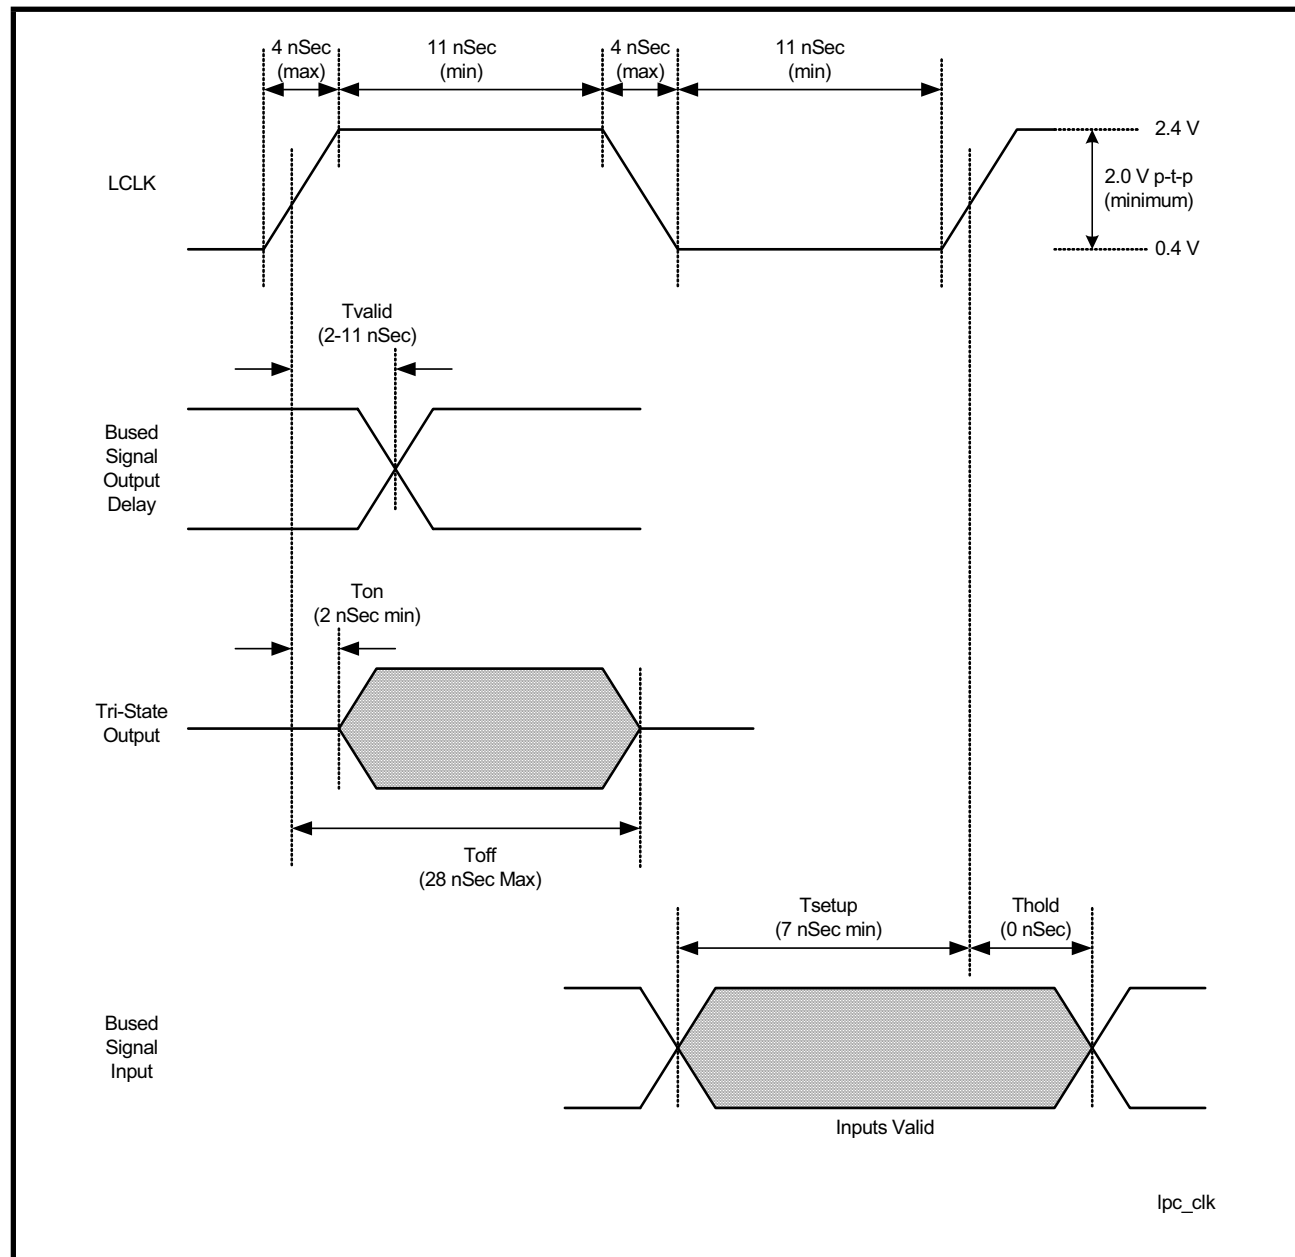 4 nSec
(max)
11 nSec
(min)
4 nSec
(max)
11 nSec
(min)
LCLK
2.4 V
2.0 V p-t-p
(minimum)
0.4 V
Tvalid
(2-11 nSec)
Bused
Signal
Output
Delay
Ton
(2 nSec min)
Tri-State
Output
Toff
(28 nSec Max)
Tsetup
(7 nSec min)
Thold
(0 nSec)
Bused
Signal
Input
Inputs Valid
lpc_clk